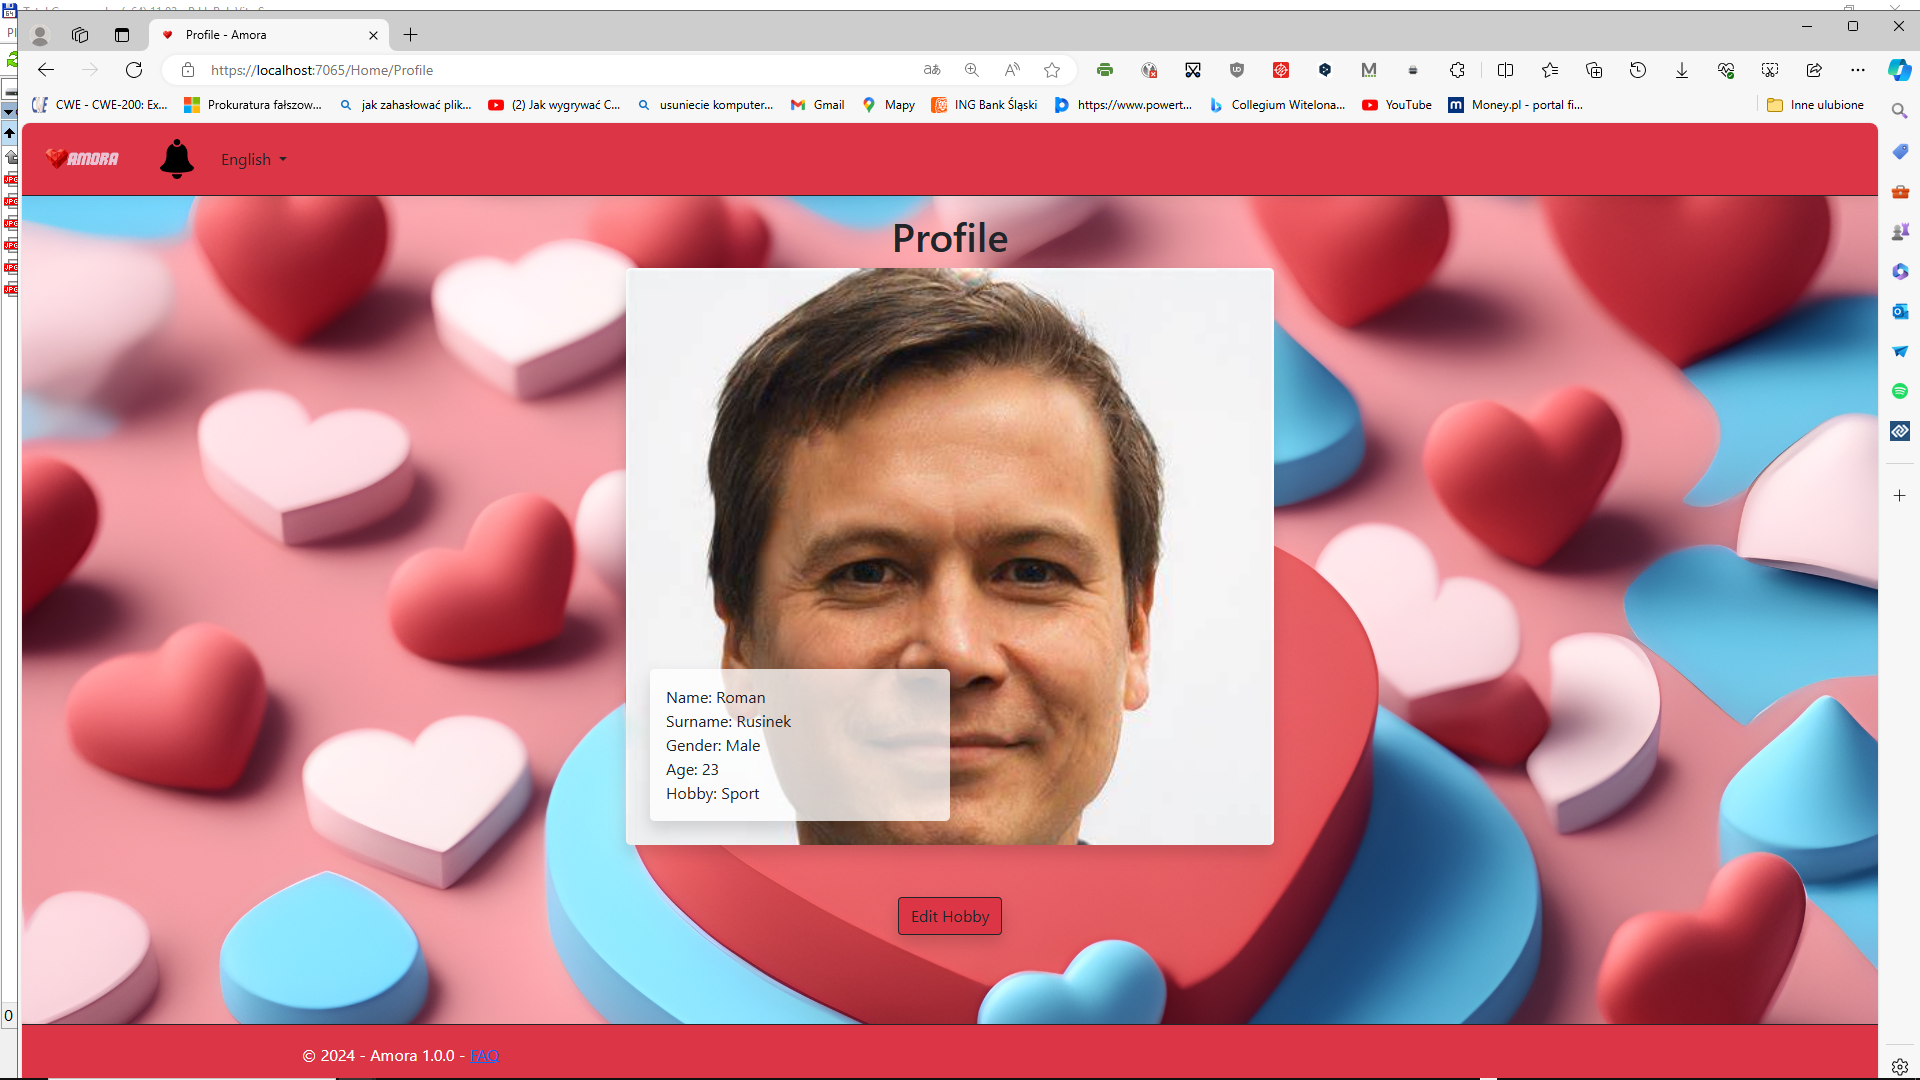 Profile - Amora
https://localhost:7065/Home/Profile
CWE - CWE-200: Ex...
Prokuratura fałszow...
jak zahasłować plik...
(2) Jak wygrywać C...
usuniecie komputer...
Gmail
Mapy
ING Bank Śląski
https://www.powert...
Collegium Witelona...
YouTube
Money.pl - portal fi...
Inne ulubione
AMORA
English
Profile
Name: Roman
Surname: Rusinek
Gender: Male
Age: 23
Hobby: Sport
Edit Hobby
© 2024 - Amora 1.0.0 - FAQ
0